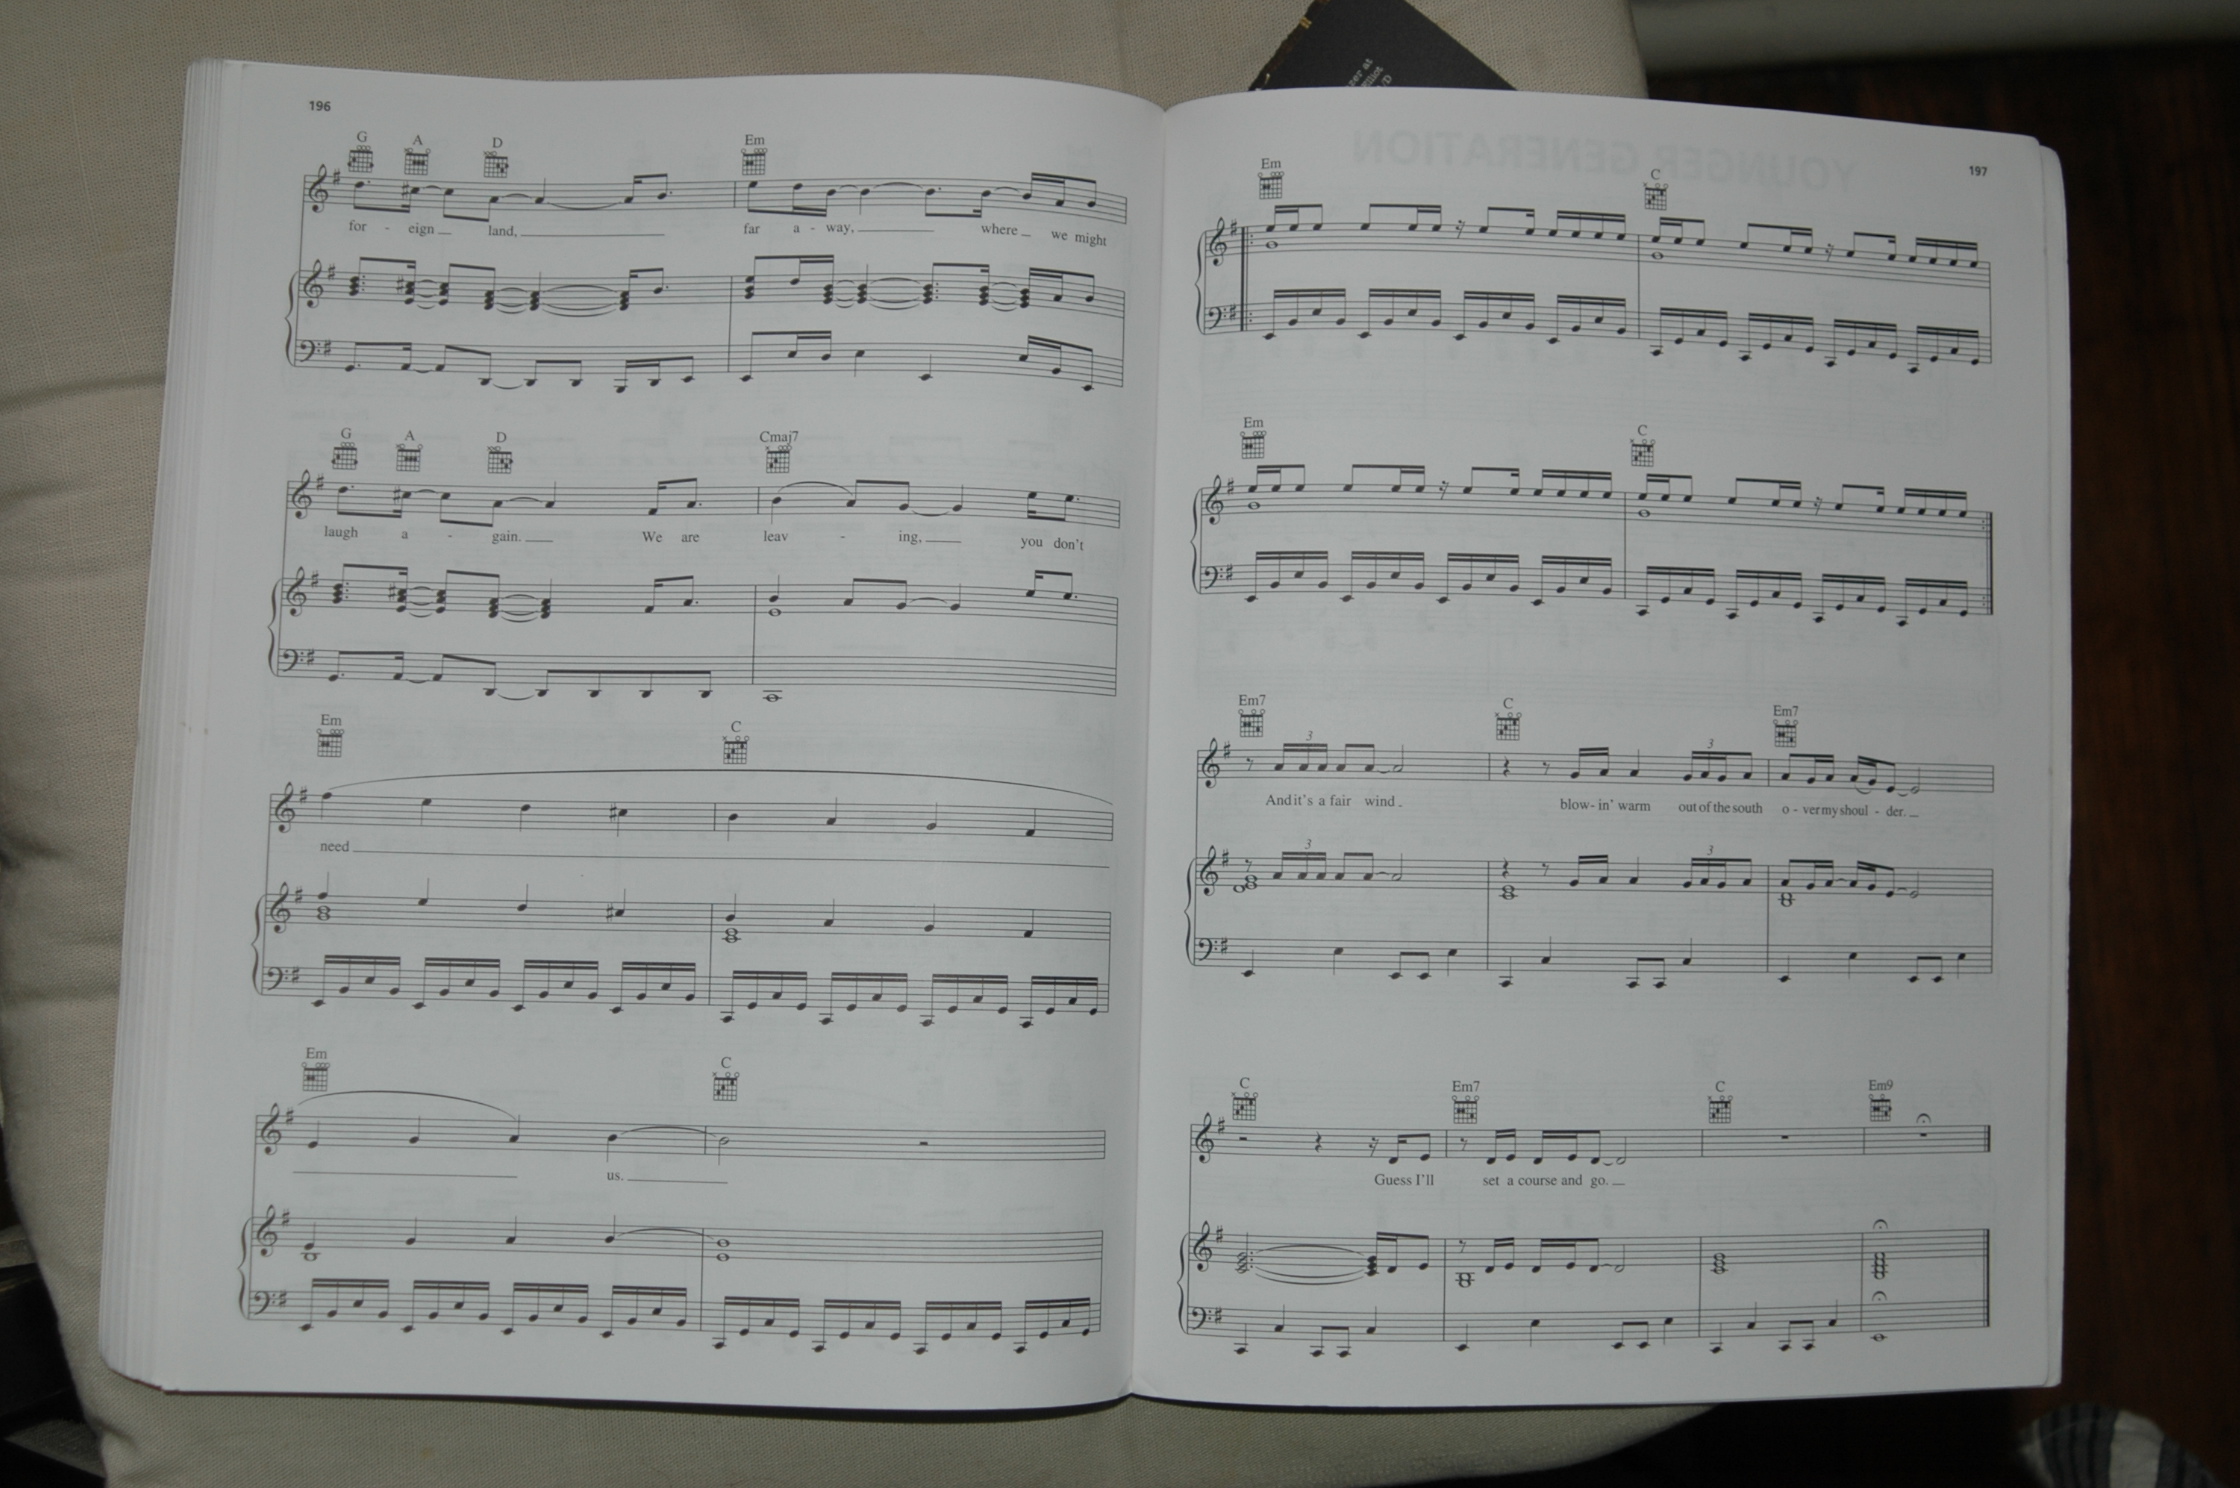 196
G A D Em
for - eign land, far a - way, where we might
G A D Cmaj7
laugh a - gain. We are leav - ing, you don't
Em C
need
Em C
us.
YOUNGER GENERATION
197
Em C
Em C
Em7 C Em7
3 3
And it's a fair wind blow - in' warm out of the south o - ver my shoul - der.
3 3
C Em7 C Em9
Guess I'll set a course and go.